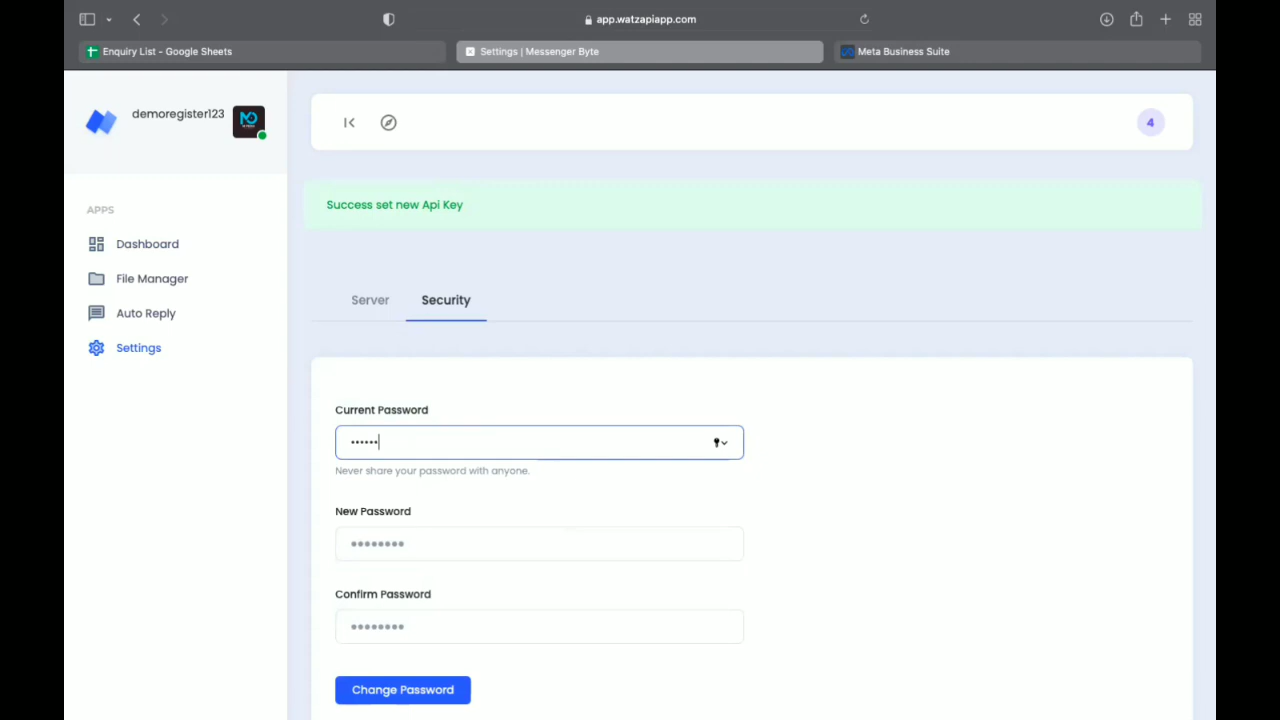 app.watzapiapp.com
Enquiry List - Google Sheets
Settings | Messenger Byte
Meta Business Suite
demoregister123
4
Success set new Api Key
APPS
Dashboard
File Manager
Auto Reply
Settings
Server
Security
Current Password
••••••
Never share your password with anyone.
New Password
••••••••
Confirm Password
••••••••
Change Password